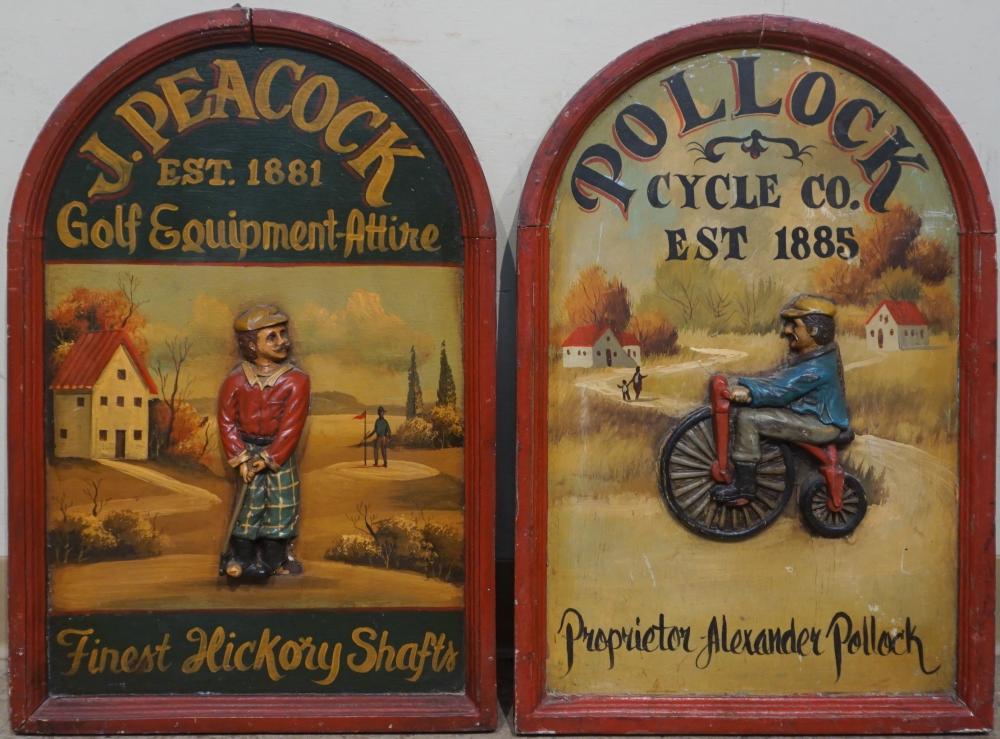 J. PEACOCK
EST. 1881
Golf Equipment-Attire
Finest Hickory Shafts
POLLOCK
CYCLE CO.
EST 1885
Proprietor-Alexander Pollock